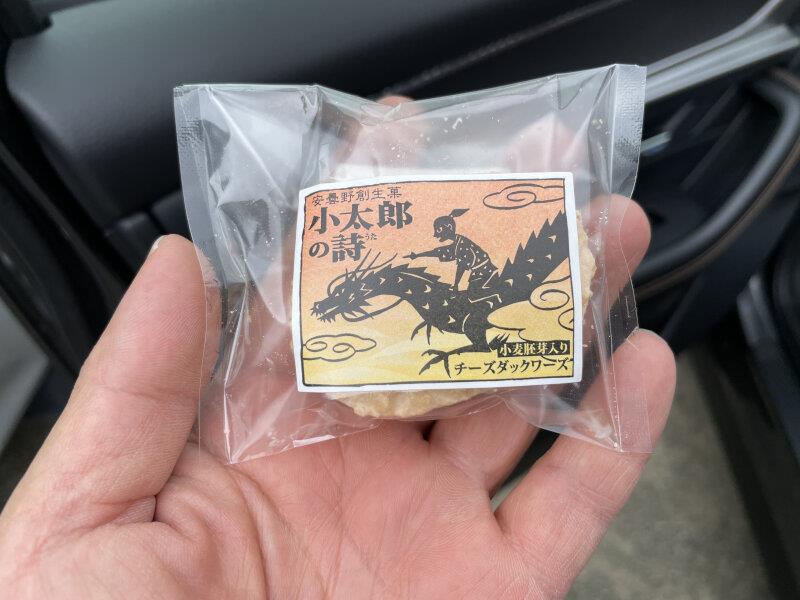 安曇野創生菓
小太郎
の詩
うた
小麦胚芽入り
チーズダックワーズ